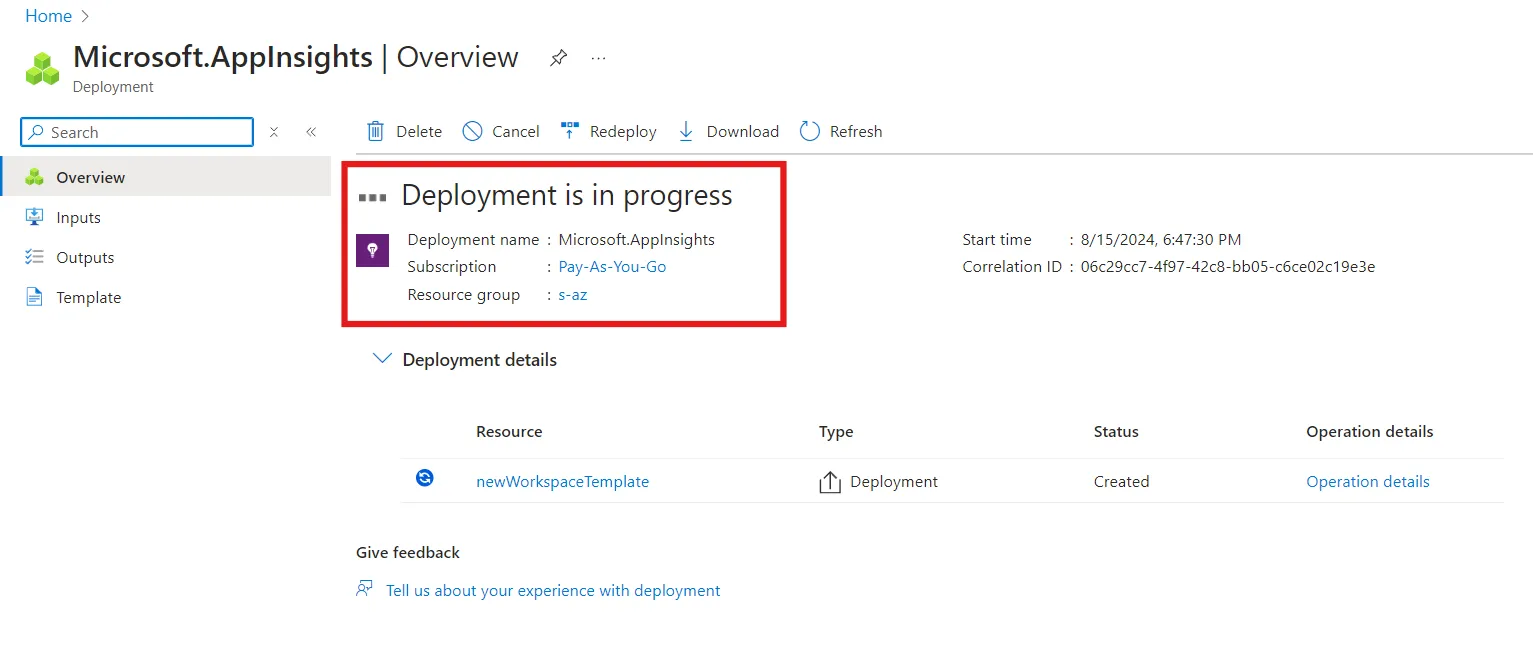 Home
Microsoft.AppInsights | Overview ...
Deployment
Search
Delete Cancel Redeploy Download Refresh
Overview
Inputs
Outputs
Template
Deployment is in progress
Deployment name : Microsoft.AppInsights
Subscription : Pay-As-You-Go
Resource group : s-az
Start time : 8/15/2024, 6:47:30 PM
Correlation ID : 06c29cc7-4f97-42c8-bb05-c6ce02c19e3e
Deployment details
Resource Type Status Operation details
newWorkspaceTemplate Deployment Created Operation details
Give feedback
Tell us about your experience with deployment